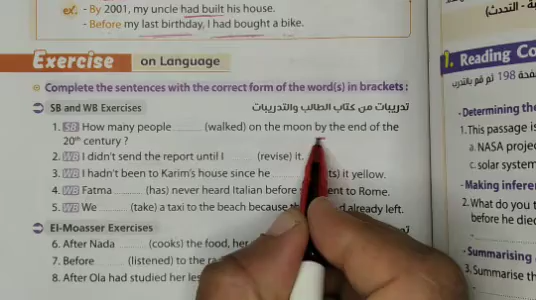 ex. - By 2001, my uncle had built his house.
- Before my last birthday, I had bought a bike.
Exercise on Language
Complete the sentences with the correct form of the word(s) in brackets :
SB and WB Exercises تدريبات من كتاب الطالب والتدريبات
1. SB How many people ........ (walked) on the moon by the end of the
20th century ?
2. WB I didn't send the report until I ........ (revise) it.
3. WB I hadn't been to Karim's house since he ts) it yellow.
4. WB Fatma ........ (has) never heard Italian before ent to Rome.
5. WB We ........ (take) a taxi to the beach because d already left.
El-Moasser Exercises
6. After Nada ........ (cooks) the food, her
7. Before ........ (listened) to the
8. After Ola had studied her
التحدث)
1. Reading Co
صفحة 198
- Determining the
1. This passage is
a. NASA projec
c. solar system
- Making inferen
2. What do you t
before he died
- Summarising
3. Summarise th